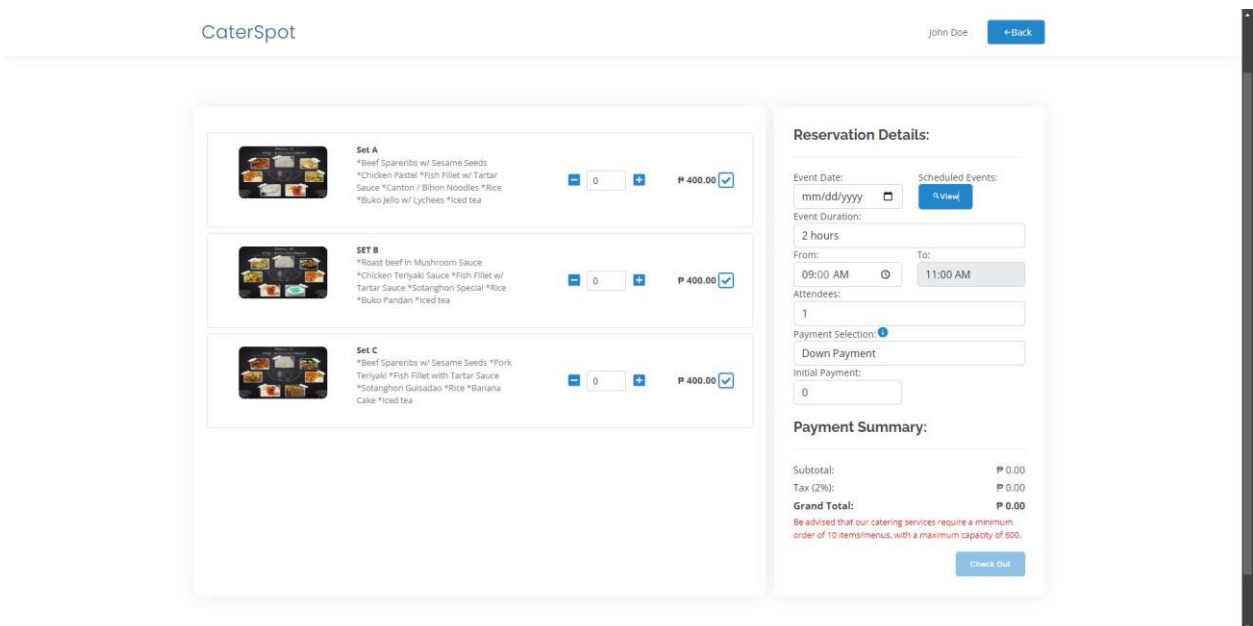 CaterSpot
John Doe
←Back
Set A
*Beef Spareribs w/ Sesame Seeds
*Chicken Pastel *Fish Fillet w/ Tartar
Sauce *Canton / Bihon Noodles *Rice
*Buko Jello w/ Lychees *Iced tea
0
₱ 400.00
SET B
*Roast beef in Mushroom Sauce
*Chicken Teriyaki Sauce *Fish Fillet w/
Tartar Sauce *Sotanghon Special *Rice
*Buko Pandan *Iced tea
0
₱ 400.00
Set C
*Beef Spareribs w/ Sesame Seeds *Pork
Teriyaki *Fish Fillet with Tartar Sauce
*Sotanghon Guisadao *Rice *Banana
Cake *Iced tea
0
₱ 400.00
Reservation Details:
Event Date:
Scheduled Events:
mm/dd/yyyy
View
Event Duration:
2 hours
From:
To:
09:00 AM
11:00 AM
Attendees:
1
Payment Selection:
Down Payment
Initial Payment:
0
Payment Summary:
Subtotal: ₱ 0.00
Tax (2%): ₱ 0.00
Grand Total: ₱ 0.00
Be advised that our catering services require a minimum
order of 10 items/menus, with a maximum capacity of 600.
Check Out